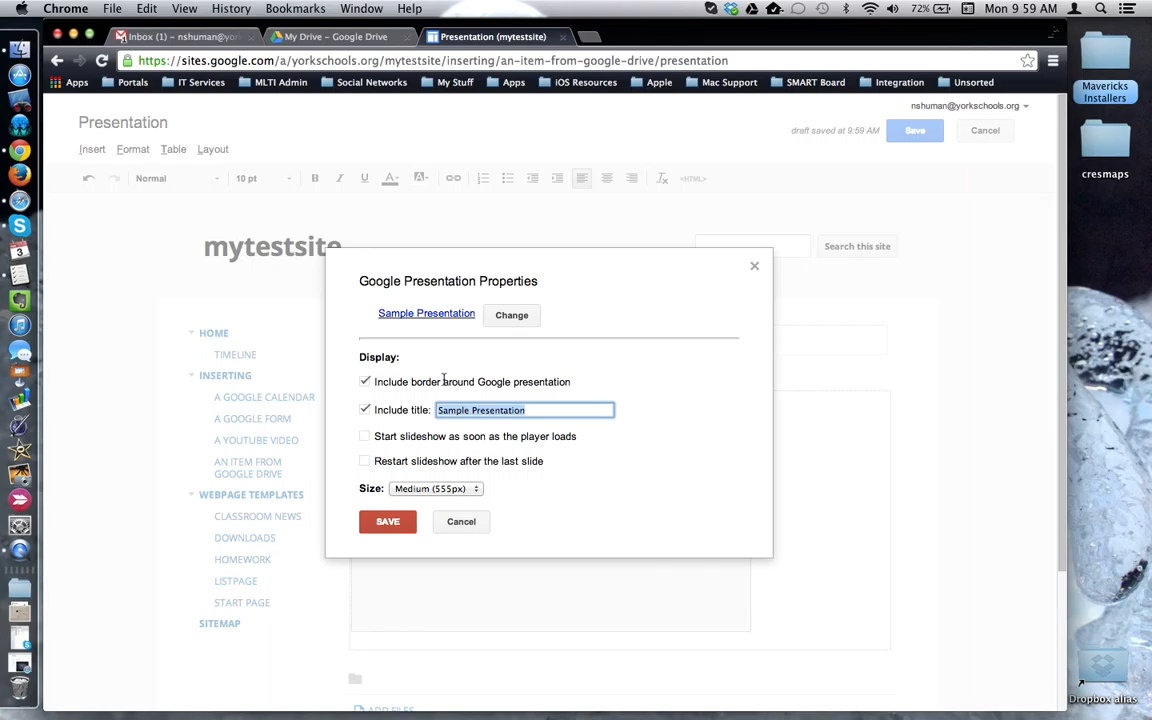 Chrome File Edit View History Bookmarks Window Help 72% Mon 9:59 AM
Inbox (1) – nshuman@york My Drive – Google Drive Presentation (mytestsite)
https://sites.google.com/a/yorkschools.org/mytestsite/inserting/an-item-from-google-drive/presentation
Apps Portals IT Services MLTI Admin Social Networks My Stuff Apps iOS Resources Apple Mac Support SMART Board Integration Unsorted
Mavericks
Installers
cresmaps
nshuman@yorkschools.org
Presentation
draft saved at 9:59 AM Save Cancel
Insert Format Table Layout
Normal 10 pt B I U A A <HTML>
mytestsite
Search this site
Google Presentation Properties
Sample Presentation Change
Display:
Include border around Google presentation
Include title: Sample Presentation
Start slideshow as soon as the player loads
Restart slideshow after the last slide
Size: Medium (555px)
SAVE Cancel
HOME
TIMELINE
INSERTING
A GOOGLE CALENDAR
A GOOGLE FORM
A YOUTUBE VIDEO
AN ITEM FROM
GOOGLE DRIVE
WEBPAGE TEMPLATES
CLASSROOM NEWS
DOWNLOADS
HOMEWORK
LISTPAGE
START PAGE
SITEMAP
ADD FILES
Dropbox alias
3